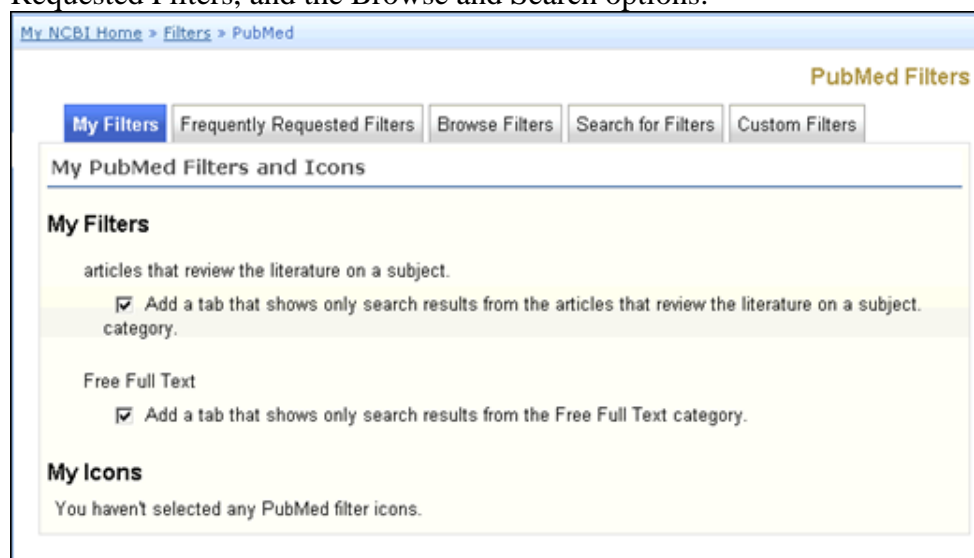 Requested Filters, and the Browse and Search options.
My NCBI Home » Filters » PubMed
PubMed Filters
My Filters Frequently Requested Filters Browse Filters Search for Filters Custom Filters
My PubMed Filters and Icons
My Filters
articles that review the literature on a subject.
Add a tab that shows only search results from the articles that review the literature on a subject.
category.
Free Full Text
Add a tab that shows only search results from the Free Full Text category.
My Icons
You haven't selected any PubMed filter icons.